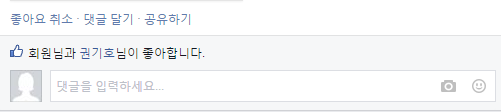 좋아요 취소 · 댓글 달기 · 공유하기
회원님과 권기호님이 좋아합니다.
댓글을 입력하세요...